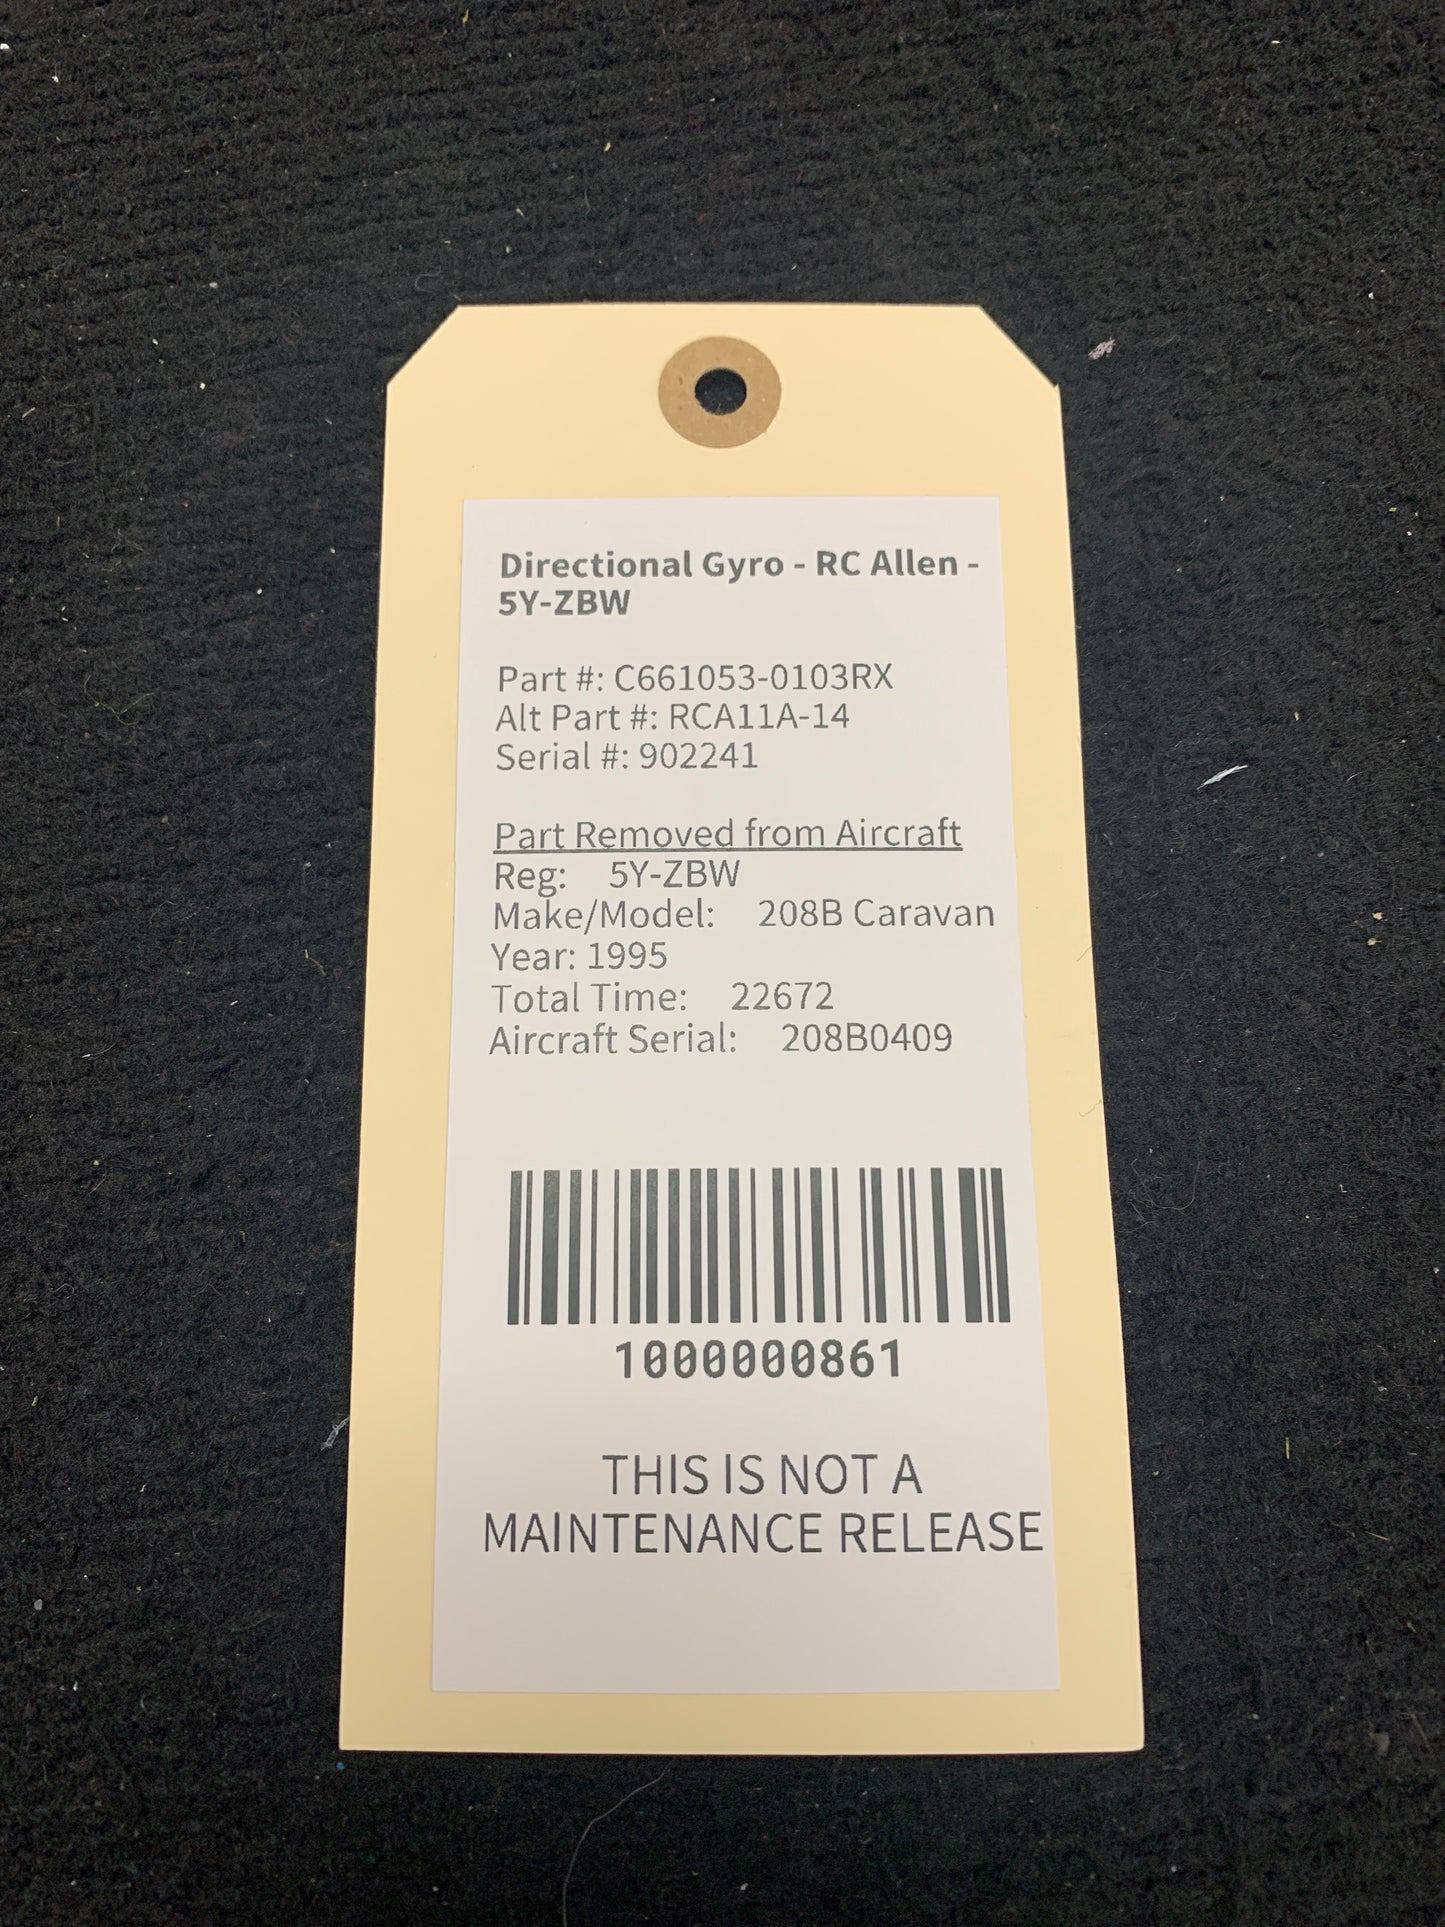 Directional Gyro - RC Allen -
5Y-ZBW
Part #: C661053-0103RX
Alt Part #: RCA11A-14
Serial #: 902241
Part Removed from Aircraft
Reg: 5Y-ZBW
Make/Model: 208B Caravan
Year: 1995
Total Time: 22672
Aircraft Serial: 208B0409
1000000861
THIS IS NOT A
MAINTENANCE RELEASE